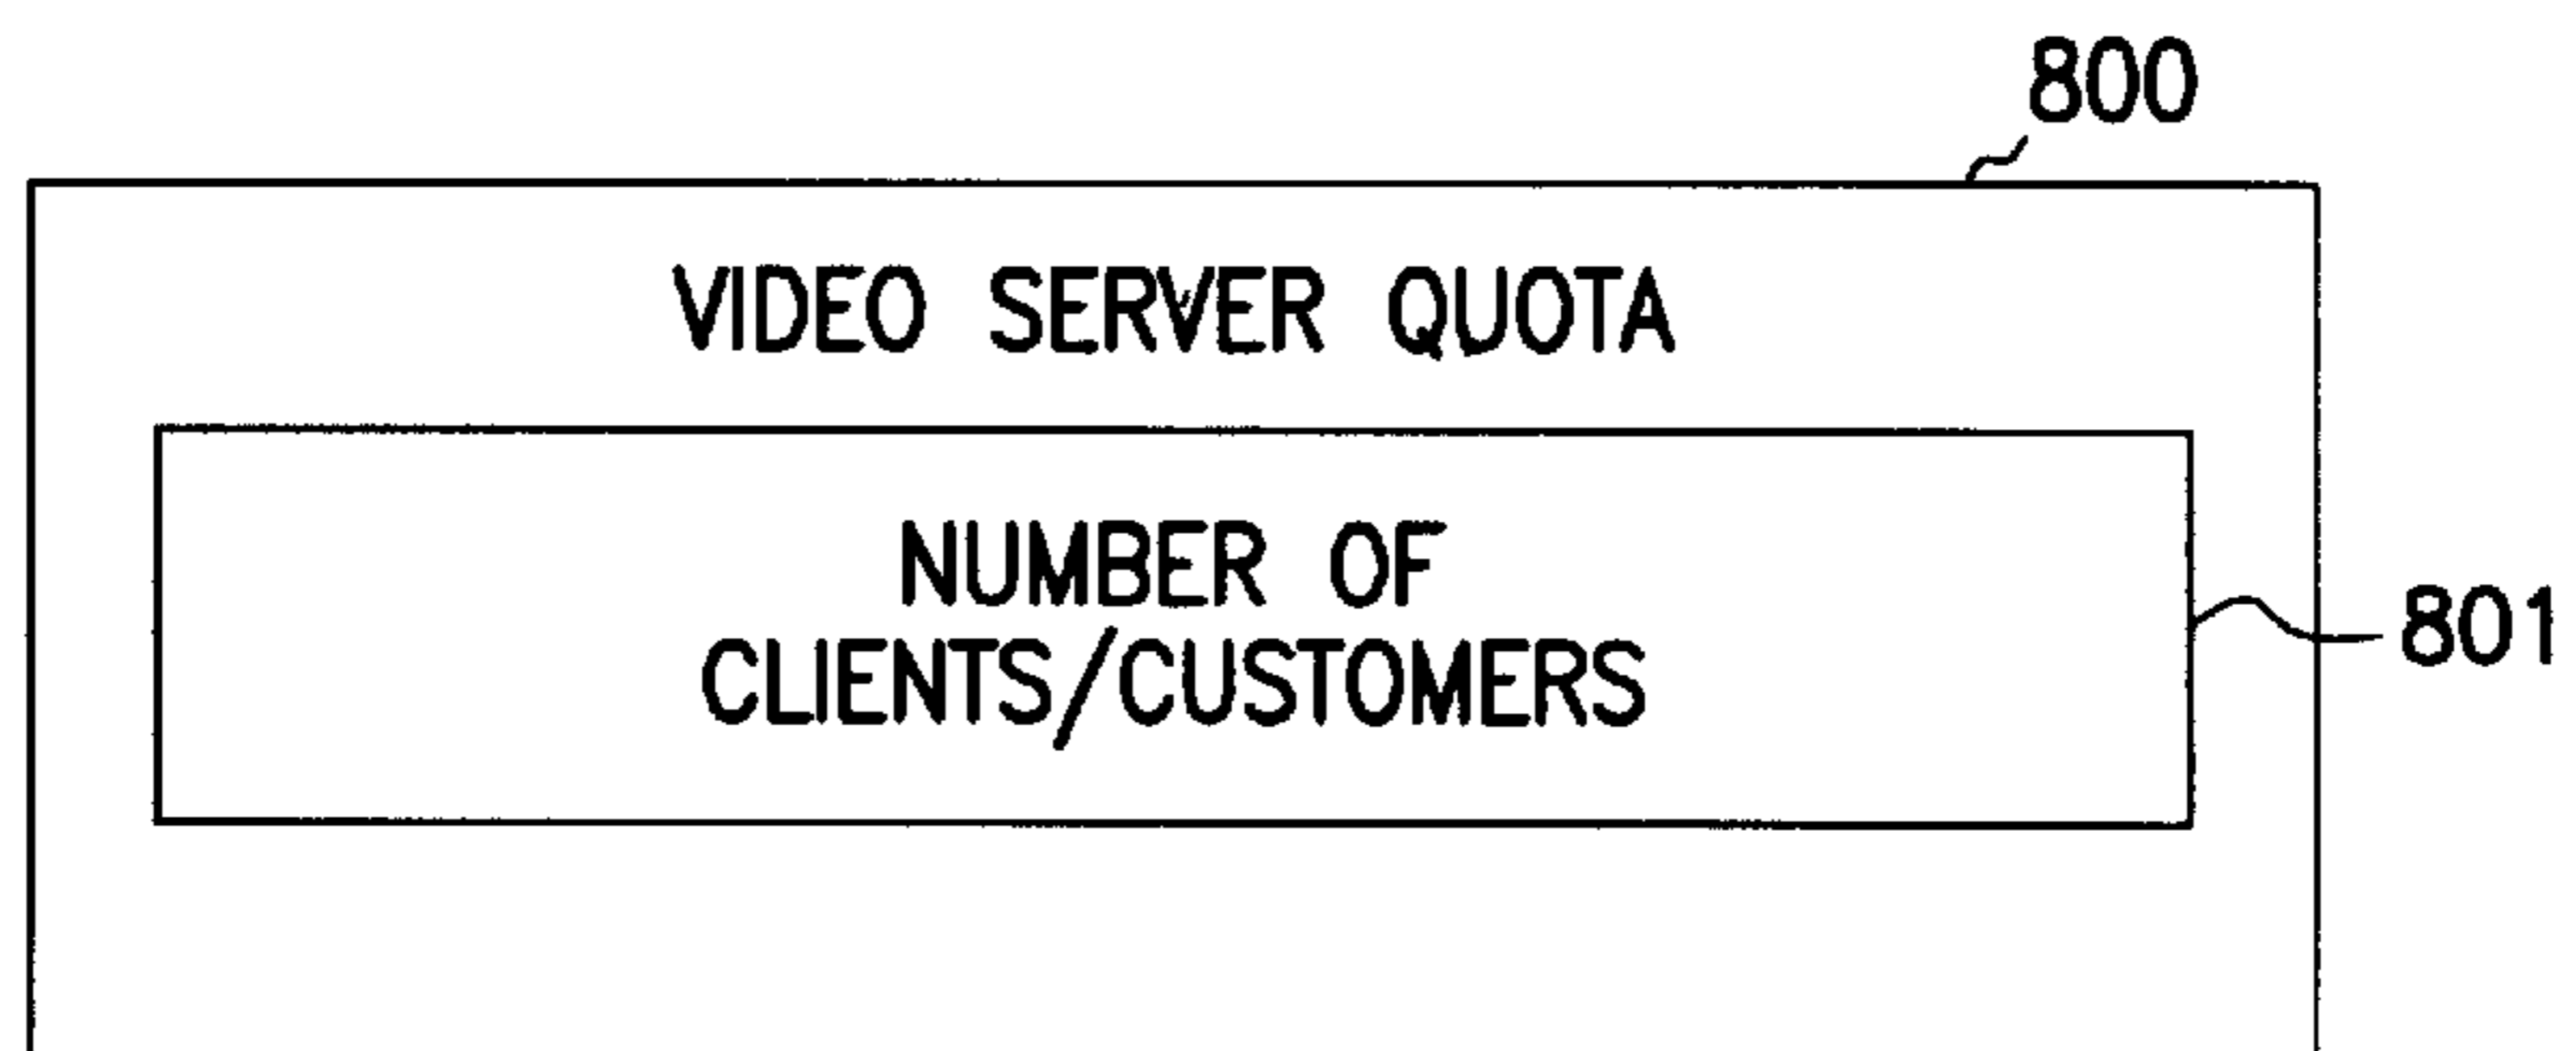 800
VIDEO SERVER QUOTA
NUMBER OF
CLIENTS/CUSTOMERS
801